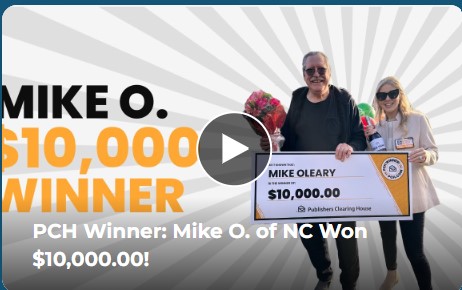 MIKE O.
$10,000
WINNER
MIKE OLEARY
$10,000.00
Publishers Clearing House
PCH Winner: Mike O. of NC Won
$10,000.00!